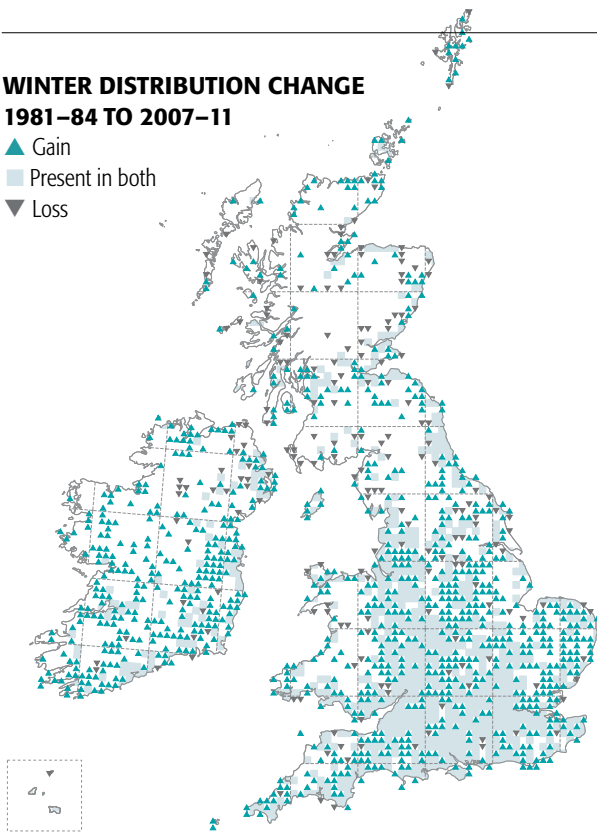 WINTER DISTRIBUTION CHANGE
1981–84 TO 2007–11
Gain
Present in both
Loss